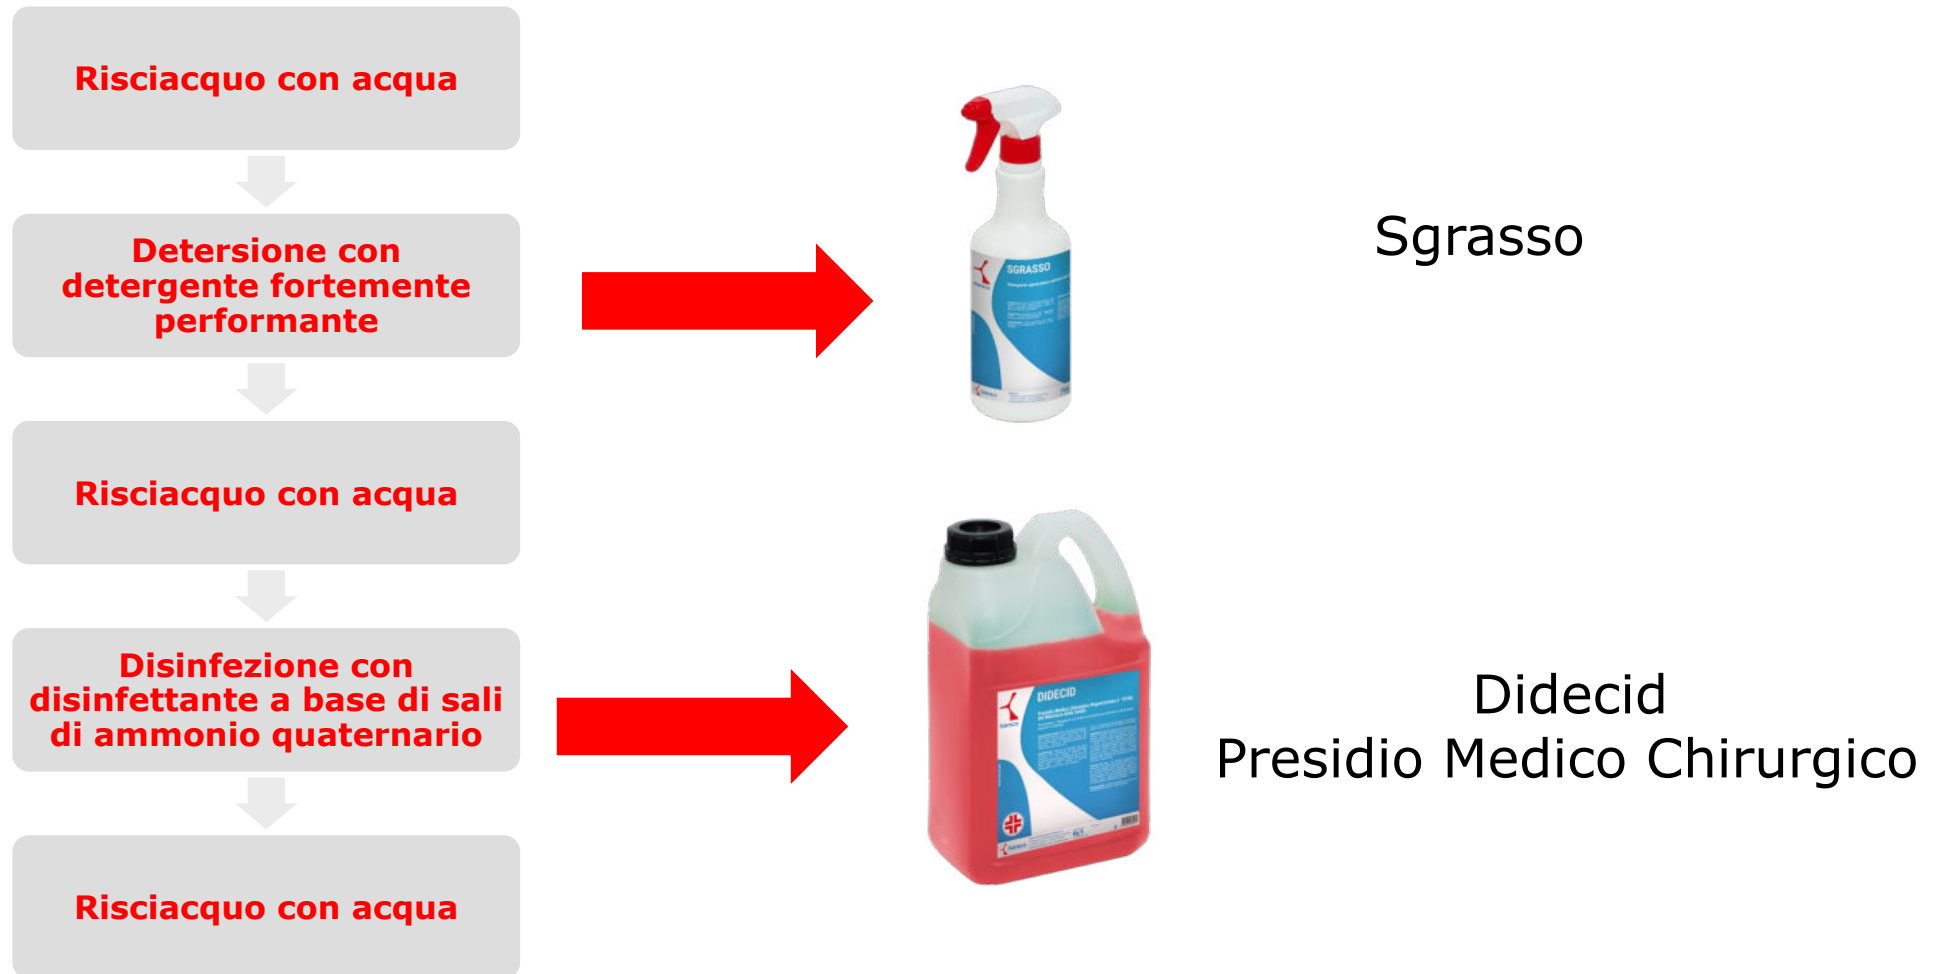 Risciacquo con acqua
Detersione con
detergente fortemente
performante
Risciacquo con acqua
Disinfezione con
disinfettante a base di sali
di ammonio quaternario
Risciacquo con acqua
SGRASSO
Sgrasso
DIDECID
Didecid
Presidio Medico Chirurgico